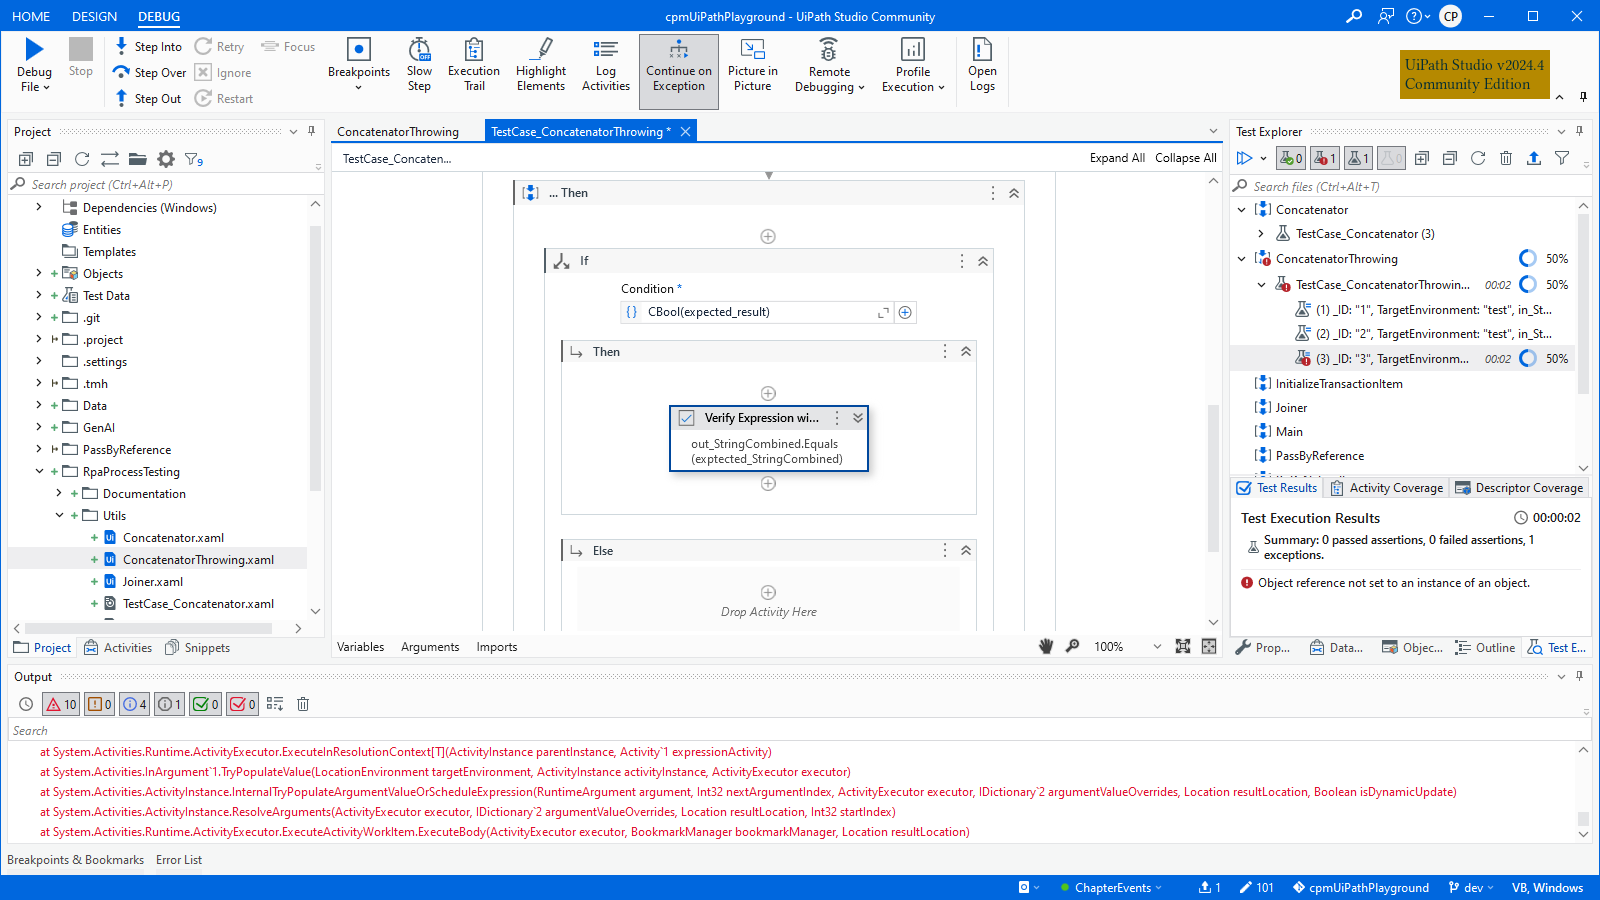 HOME DESIGN DEBUG
cpmUiPathPlayground - UiPath Studio Community
CP
Debug File
Stop
Step Into
Step Over
Step Out
Retry
Ignore
Restart
Focus
Breakpoints
Slow Step
Execution Trail
Highlight Elements
Log Activities
Continue on Exception
Picture in Picture
Remote Debugging
Profile Execution
Open Logs
UiPath Studio v2024.4
Community Edition
Project
9
Search project (Ctrl+Alt+P)
Dependencies (Windows)
Entities
Templates
Objects
Test Data
.git
.project
.settings
.tmh
Data
GenAI
PassByReference
RpaProcessTesting
Documentation
Utils
Concatenator.xaml
ConcatenatorThrowing.xaml
Joiner.xaml
TestCase_Concatenator.xaml
Project Activities Snippets
ConcatenatorThrowing
TestCase_ConcatenatorThrowing *
TestCase_Concaten...
Expand All Collapse All
... Then
If
Condition *
CBool(expected_result)
Then
Verify Expression wi...
out_StringCombined.Equals
(exptected_StringCombined)
Else
Drop Activity Here
Variables Arguments Imports
100%
Test Explorer
0 1 1 0
Search files (Ctrl+Alt+T)
Concatenator
TestCase_Concatenator (3)
ConcatenatorThrowing 50%
TestCase_ConcatenatorThrowin... 00:02 50%
(1) _ID: "1", TargetEnvironment: "test", in_St...
(2) _ID: "2", TargetEnvironment: "test", in_St...
(3) _ID: "3", TargetEnvironm... 00:02 50%
InitializeTransactionItem
Joiner
Main
PassByReference
Test Results Activity Coverage Descriptor Coverage
Test Execution Results 00:00:02
Summary: 0 passed assertions, 0 failed assertions, 1
exceptions.
Object reference not set to an instance of an object.
Prop... Data... Objec... Outline Test E...
Output
10 0 4 1 0 0
Search
at System.Activities.Runtime.ActivityExecutor.ExecuteInResolutionContext[T](ActivityInstance parentInstance, Activity`1 expressionActivity)
at System.Activities.InArgument`1.TryPopulateValue(LocationEnvironment targetEnvironment, ActivityInstance activityInstance, ActivityExecutor executor)
at System.Activities.ActivityInstance.InternalTryPopulateArgumentValueOrScheduleExpression(RuntimeArgument argument, Int32 nextArgumentIndex, ActivityExecutor executor, IDictionary`2 argumentValueOverrides, Location resultLocation, Boolean isDynamicUpdate)
at System.Activities.ActivityInstance.ResolveArguments(ActivityExecutor executor, IDictionary`2 argumentValueOverrides, Location resultLocation, Int32 startIndex)
at System.Activities.Runtime.ActivityExecutor.ExecuteActivityWorkItem.ExecuteBody(ActivityExecutor executor, BookmarkManager bookmarkManager, Location resultLocation)
Breakpoints & Bookmarks Error List
ChapterEvents 1 101 cpmUiPathPlayground dev VB, Windows